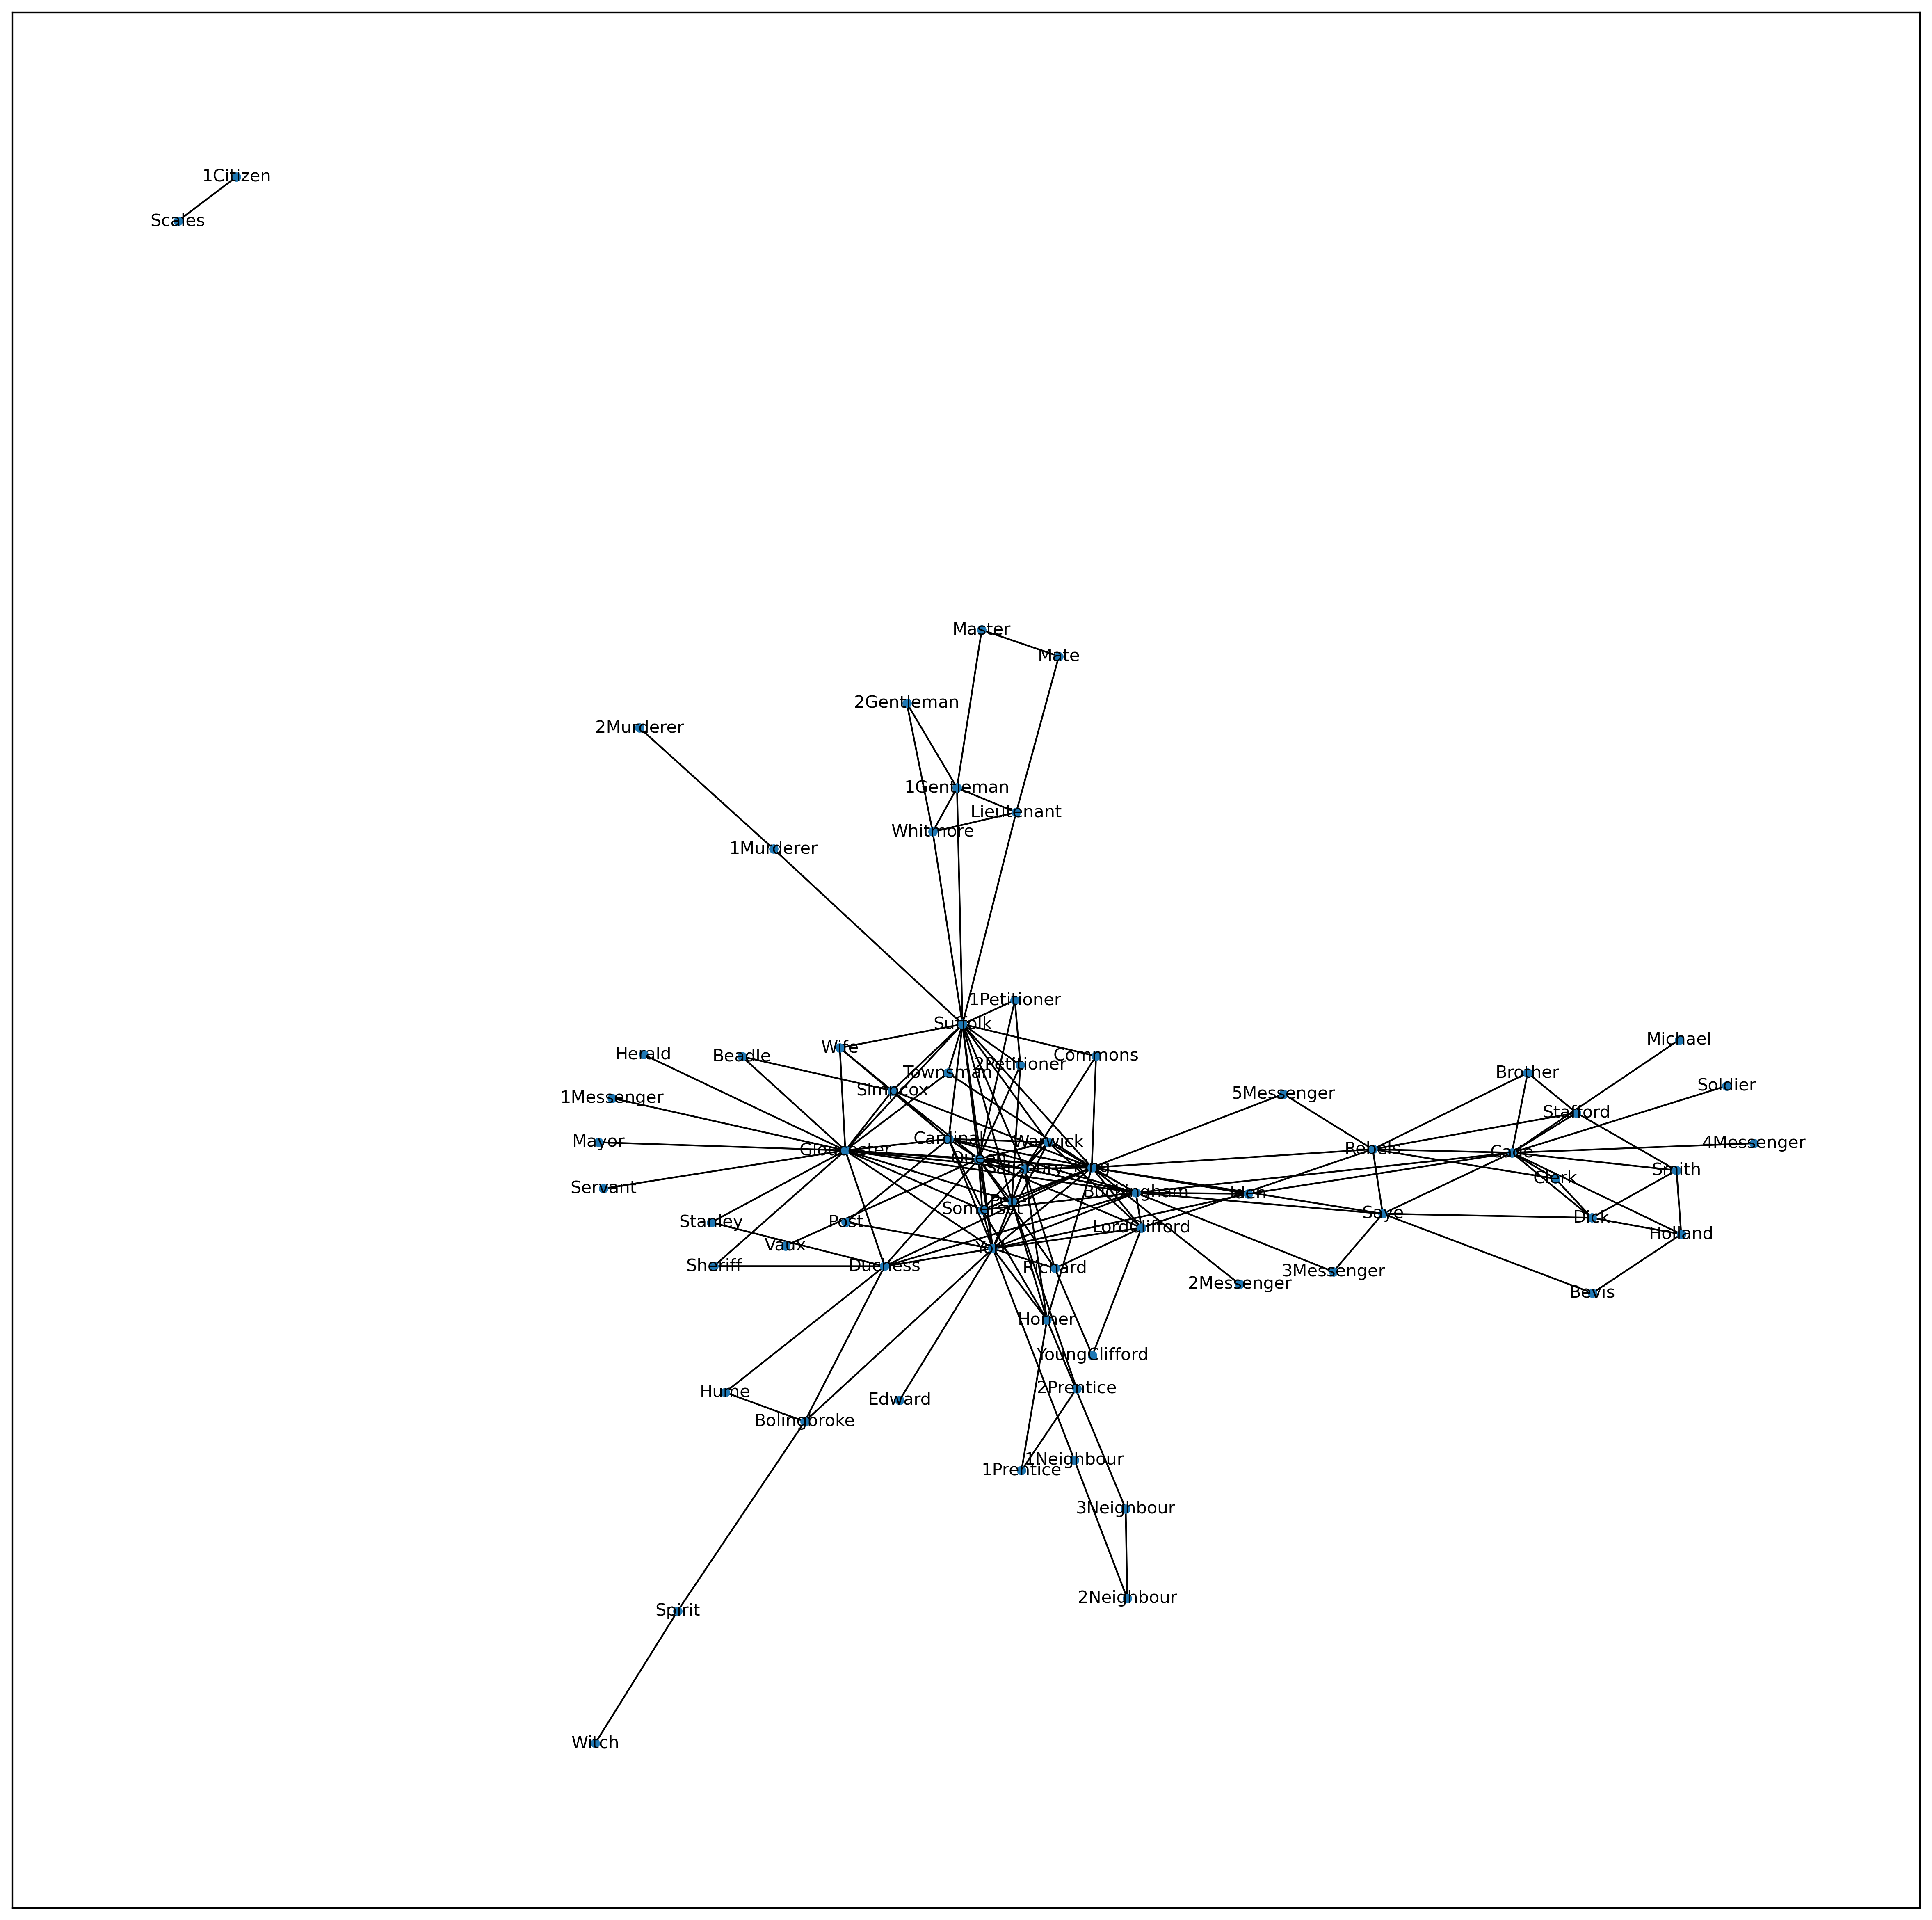 1Citizen
Scales
Master
Mate
2Gentleman
2Murderer
1Gentleman
Lieutenant
Whitmore
1Murderer
1Petitioner
Suffolk
Michael
Wife
Herald
Beadle
Commons
2Petitioner
Townsman
Brother
Soldier
Simpcox
5Messenger
1Messenger
Stafford
Cardinal
Warwick
Mayor
4Messenger
Gloucester
Rebels
Cade
Queen
Salisbury
King
Smith
Clerk
Servant
Buckingham
Iden
Peter
Somerset
Saye
Dick
Stanley
Post
LordClifford
Holland
Vaux
York
Sheriff
Duchess
Richard
3Messenger
2Messenger
Bevis
Horner
YoungClifford
2Prentice
Hume
Edward
Bolingbroke
1Neighbour
1Prentice
3Neighbour
2Neighbour
Spirit
Witch